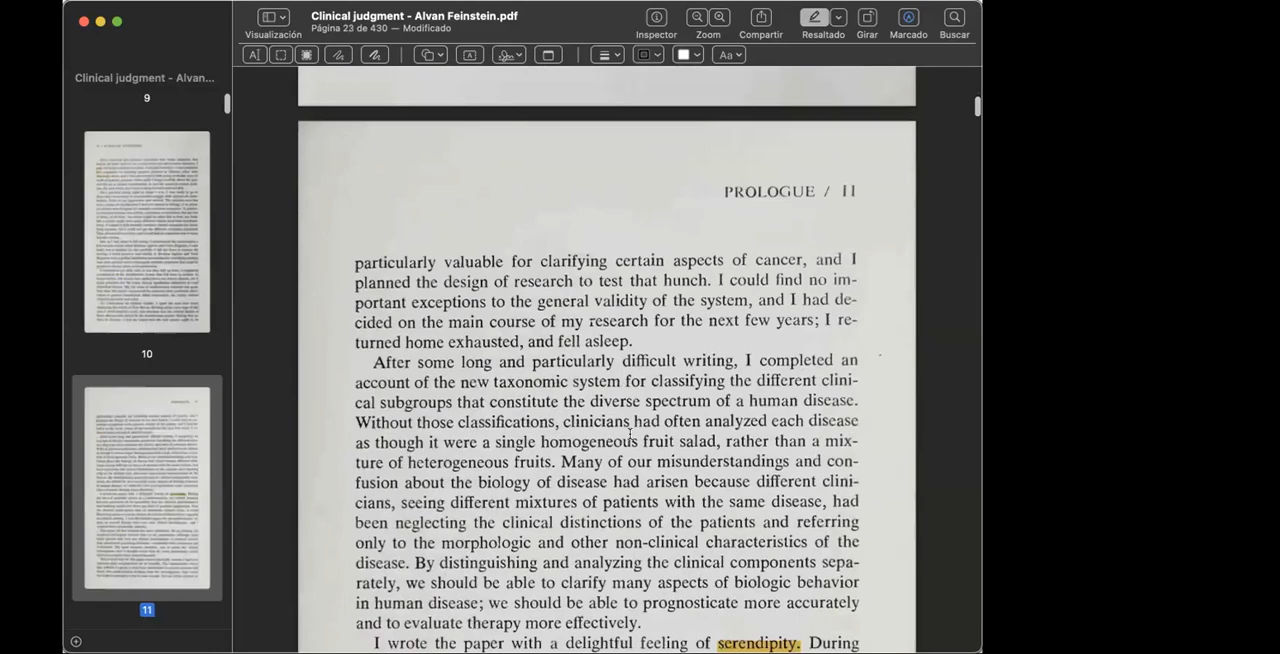 Clinical judgment - Alvan Feinstein.pdf
Página 23 de 430 — Modificado
Visualización
Inspector
Zoom
Compartir
Resaltado
Girar
Marcado
Buscar
AI
A
Aa
Clinical judgment - Alvan...
9
10
11
PROLOGUE / 11
particularly valuable for clarifying certain aspects of cancer, and I
planned the design of research to test that hunch. I could find no im-
portant exceptions to the general validity of the system, and I had de-
cided on the main course of my research for the next few years; I re-
turned home exhausted, and fell asleep.
After some long and particularly difficult writing, I completed an
account of the new taxonomic system for classifying the different clini-
cal subgroups that constitute the diverse spectrum of a human disease.
Without those classifications, clinicians had often analyzed each disease
as though it were a single homogeneous fruit salad, rather than a mix-
ture of heterogeneous fruits. Many of our misunderstandings and con-
fusion about the biology of disease had arisen because different clini-
cians, seeing different mixtures of patients with the same disease, had
been neglecting the clinical distinctions of the patients and referring
only to the morphologic and other non-clinical characteristics of the
disease. By distinguishing and analyzing the clinical components sepa-
rately, we should be able to clarify many aspects of biologic behavior
in human disease; we should be able to prognosticate more accurately
and to evaluate therapy more effectively.
I wrote the paper with a delightful feeling of serendipity. During